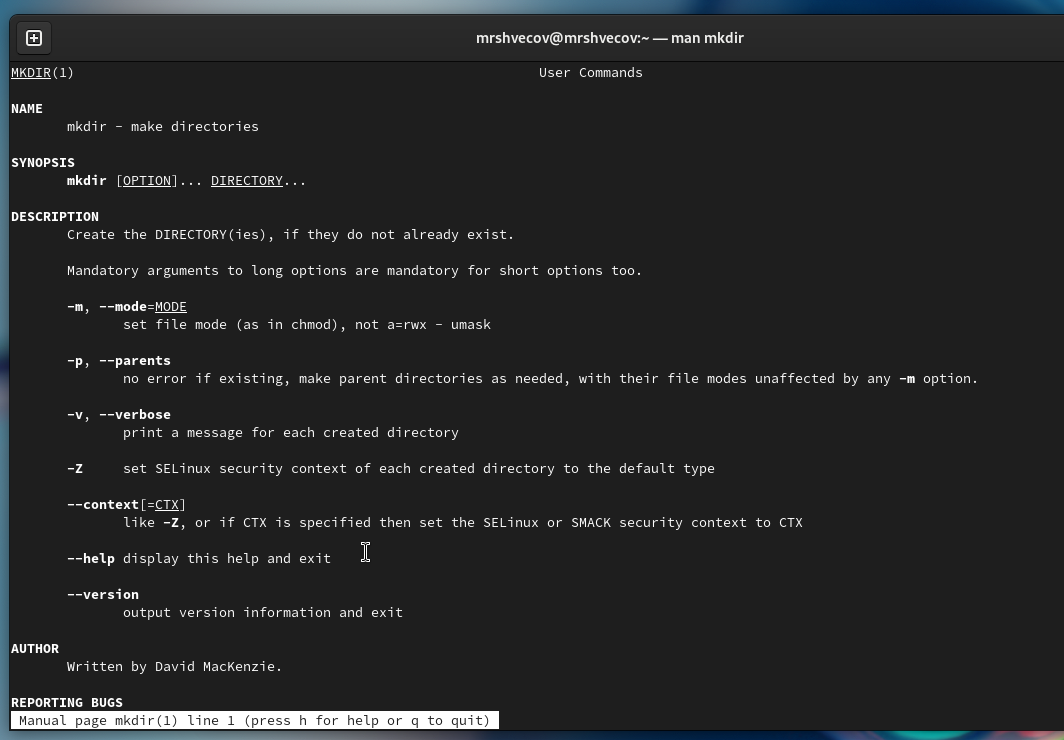 mrshvecov@mrshvecov:~ — man mkdir
MKDIR(1) User Commands
NAME
mkdir - make directories
SYNOPSIS
mkdir [OPTION]... DIRECTORY...
DESCRIPTION
Create the DIRECTORY(ies), if they do not already exist.
Mandatory arguments to long options are mandatory for short options too.
-m, --mode=MODE
set file mode (as in chmod), not a=rwx - umask
-p, --parents
no error if existing, make parent directories as needed, with their file modes unaffected by any -m option.
-v, --verbose
print a message for each created directory
-Z set SELinux security context of each created directory to the default type
--context[=CTX]
like -Z, or if CTX is specified then set the SELinux or SMACK security context to CTX
--help display this help and exit
--version
output version information and exit
AUTHOR
Written by David MacKenzie.
REPORTING BUGS
Manual page mkdir(1) line 1 (press h for help or q to quit)